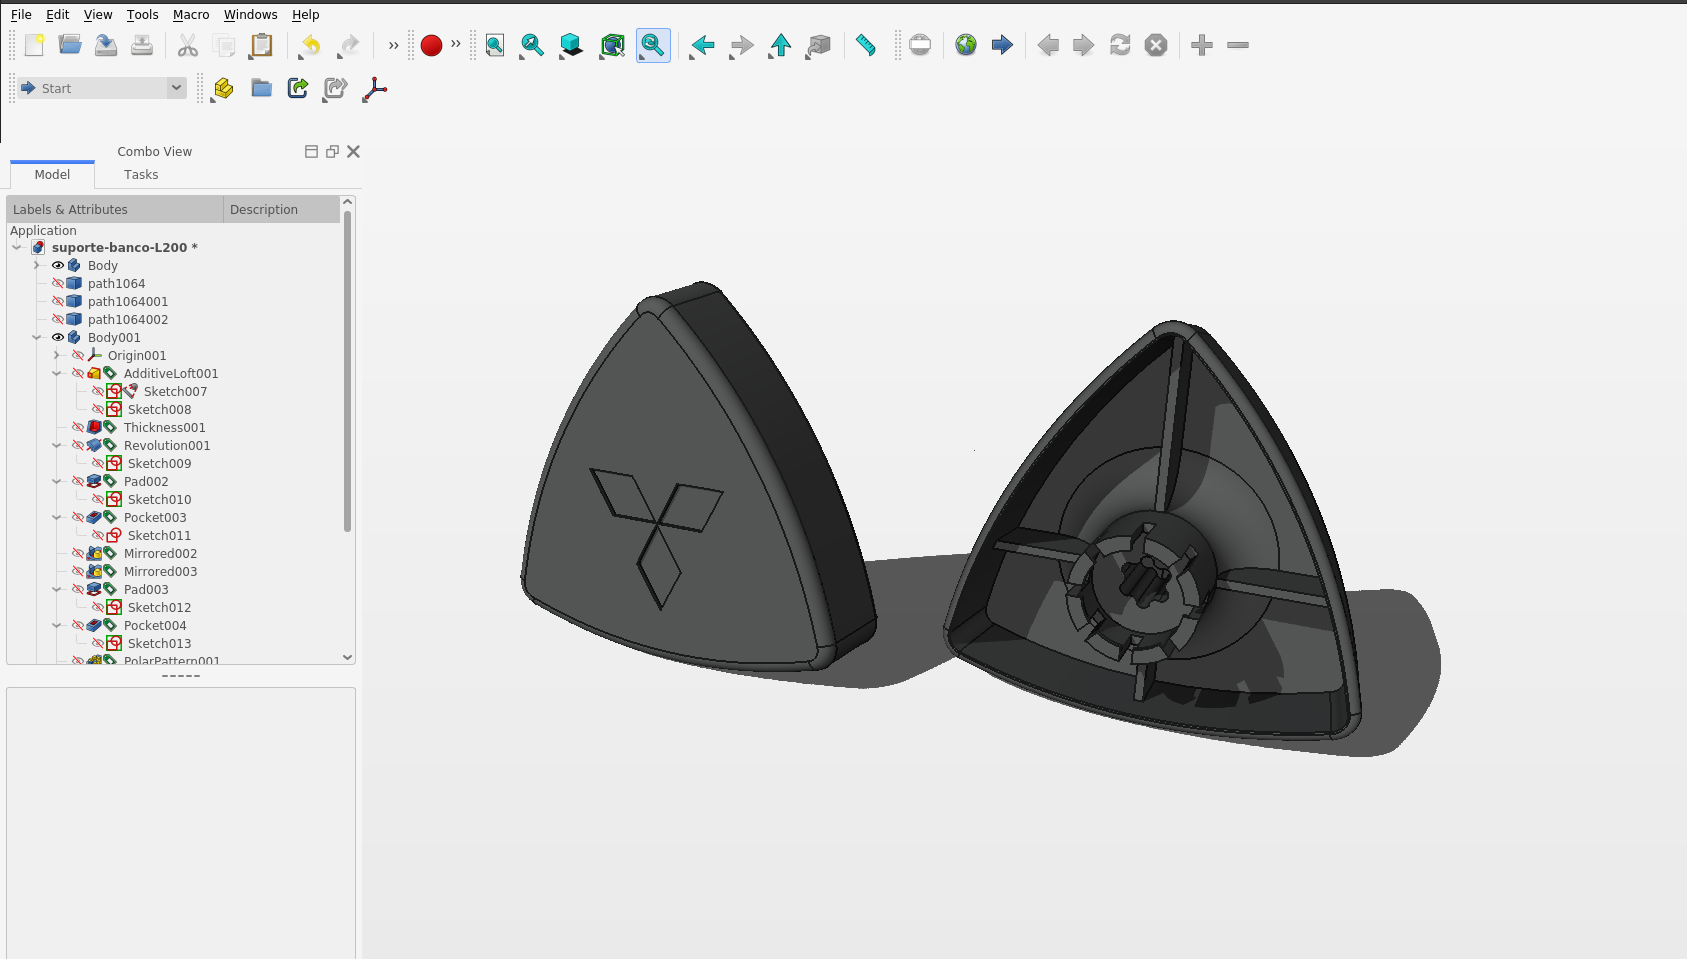 File Edit View Tools Macro Windows Help
Start
Combo View
Model Tasks
Labels & Attributes Description
Application
suporte-banco-L200 *
Body
path1064
path1064001
path1064002
Body001
Origin001
AdditiveLoft001
Sketch007
Sketch008
Thickness001
Revolution001
Sketch009
Pad002
Sketch010
Pocket003
Sketch011
Mirrored002
Mirrored003
Pad003
Sketch012
Pocket004
Sketch013
PolarPattern001